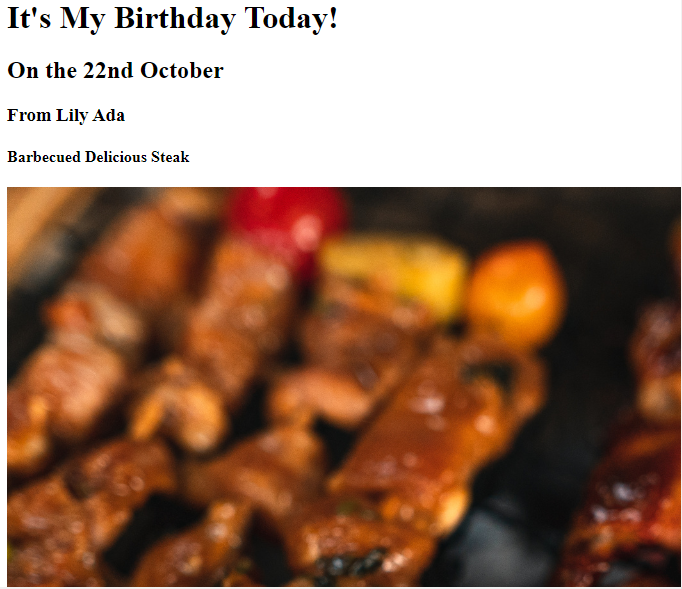 It's My Birthday Today!
On the 22nd October
From Lily Ada
Barbecued Delicious Steak